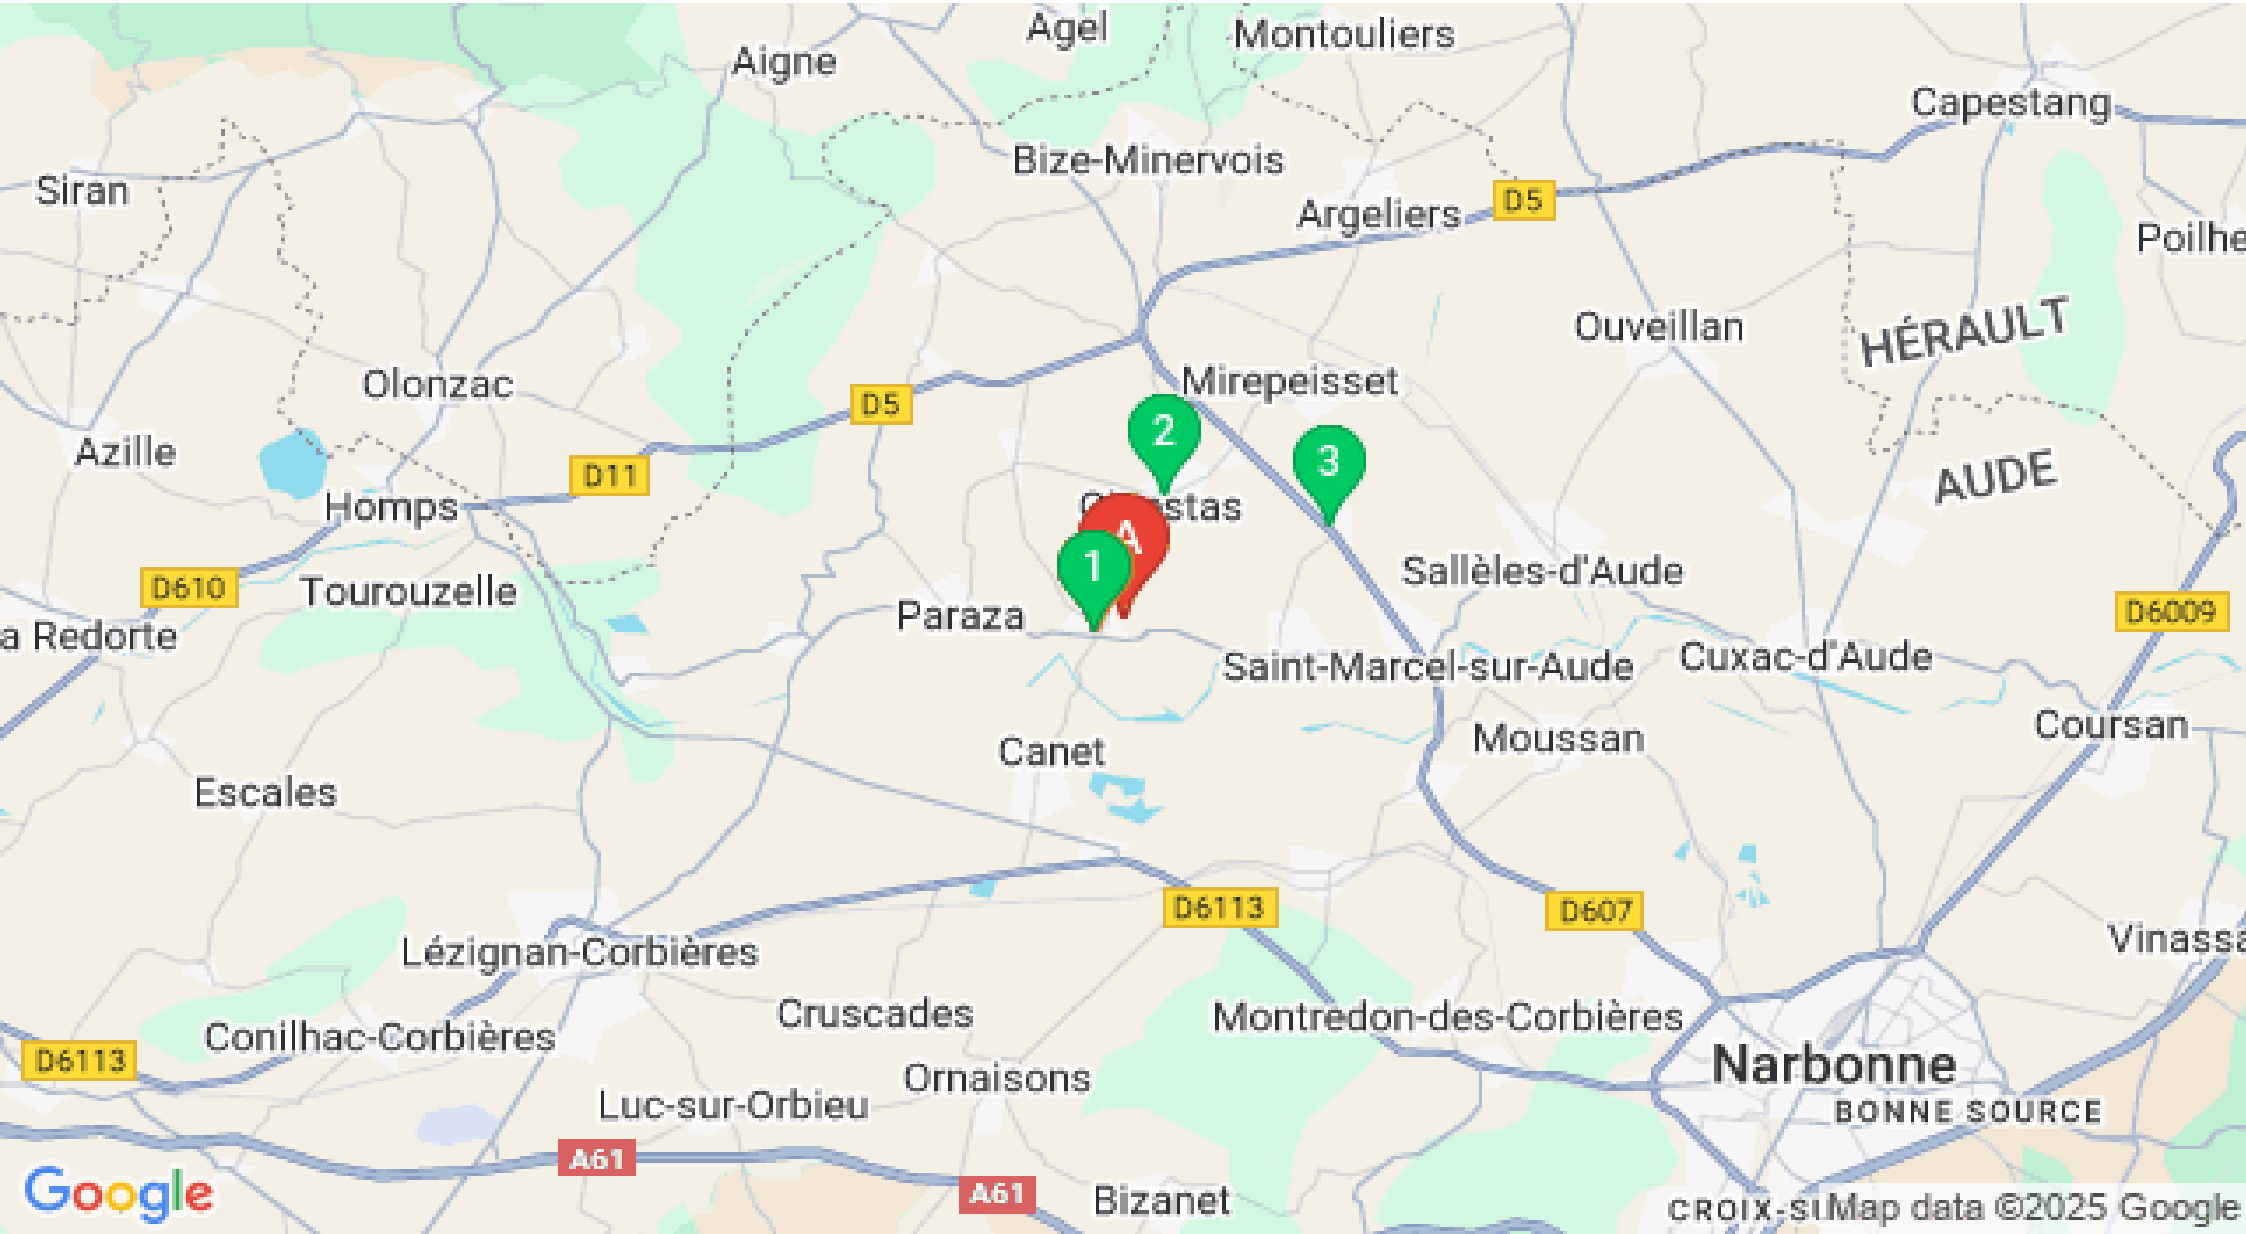 Agel
Montouliers
Aigne
Capestang
Bize-Minervois
Siran
D5
Argeliers
Poilhe
HÉRAULT
Ouveillan
Olonzac
Mirepeisset
D5
2
Azille
D11
3
AUDE
Homps
stas
A
1
Sallèles-d'Aude
D610
Tourouzelle
Paraza
D6009
a Redorte
Saint-Marcel-sur-Aude
Cuxac-d'Aude
Coursan
Moussan
Canet
Escales
D6113
D607
Vinassa
Lézignan-Corbières
Cruscades
Montredon-des-Corbières
Conilhac-Corbières
D6113
Narbonne
Ornaisons
Luc-sur-Orbieu
BONNE SOURCE
A61
A61
Bizanet
Google
CROIX-SU
Map data ©2025 Google